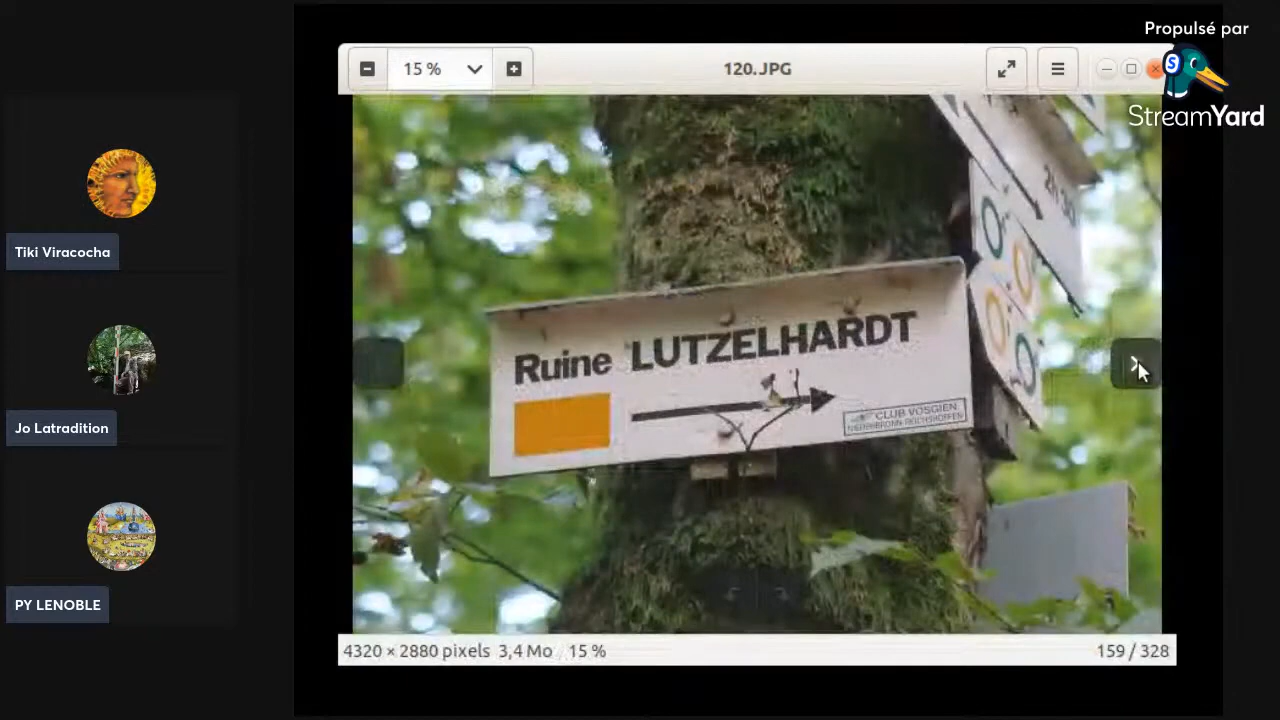 Propulsé par
StreamYard
15 %
120.JPG
Tiki Viracocha
Jo Latradition
PY LENOBLE
Ruine LUTZELHARDT
CLUB VOSGIEN
4320 × 2880 pixels 3,4 Mo 15 %
159 / 328